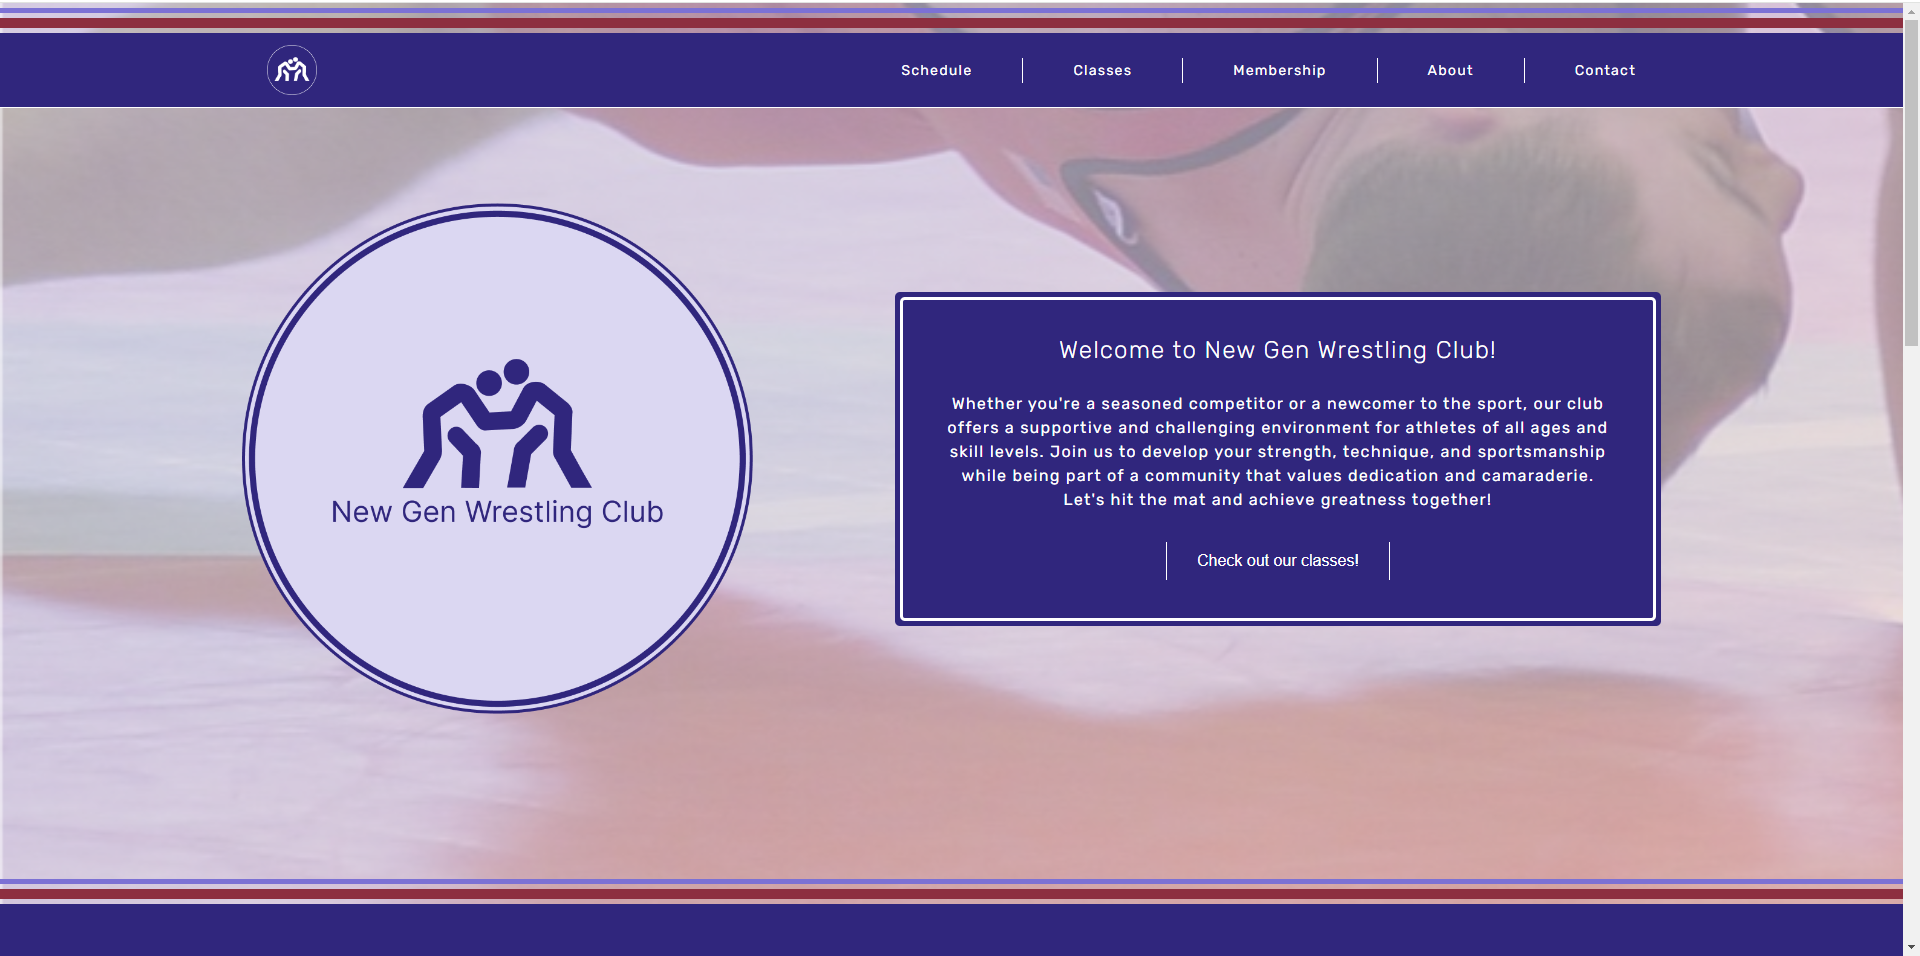 Schedule
Classes
Membership
About
Contact
New Gen Wrestling Club
Welcome to New Gen Wrestling Club!
Whether you're a seasoned competitor or a newcomer to the sport, our club
offers a supportive and challenging environment for athletes of all ages and
skill levels. Join us to develop your strength, technique, and sportsmanship
while being part of a community that values dedication and camaraderie.
Let's hit the mat and achieve greatness together!
Check out our classes!